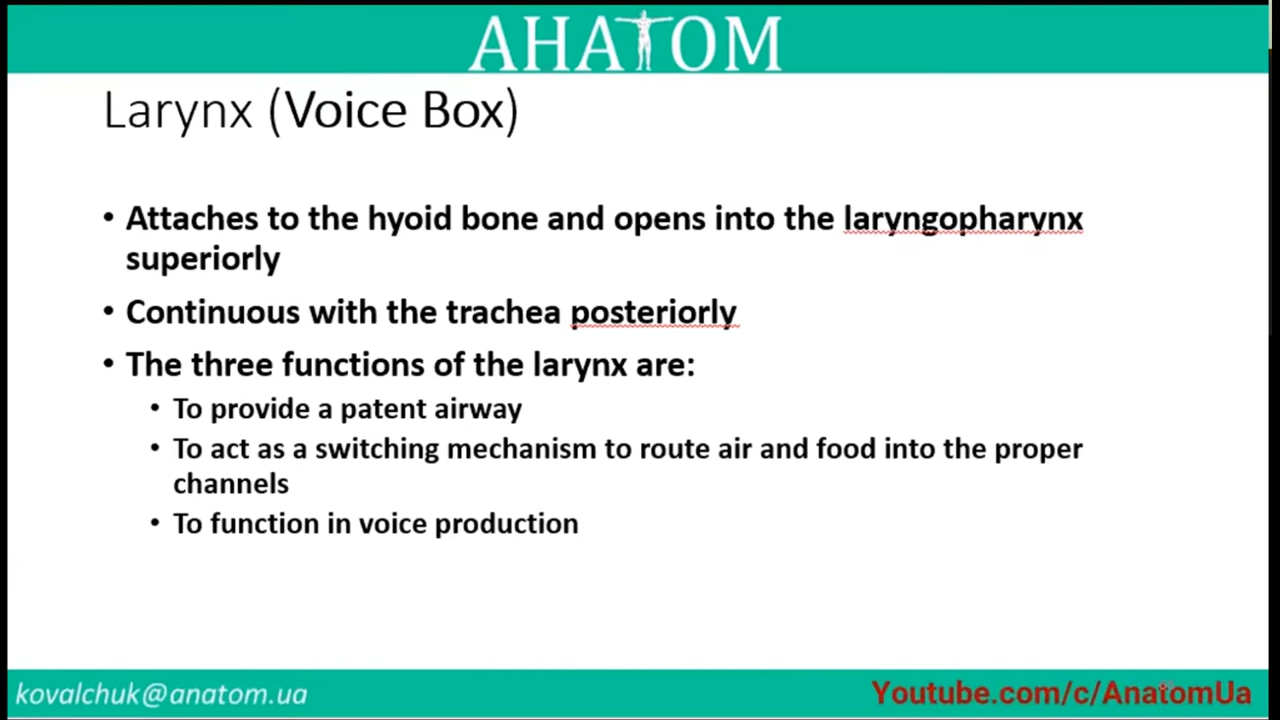 AHATOM
Larynx (Voice Box)
• Attaches to the hyoid bone and opens into the laryngopharynx
superiorly
• Continuous with the trachea posteriorly
• The three functions of the larynx are:
• To provide a patent airway
• To act as a switching mechanism to route air and food into the proper
channels
• To function in voice production
kovalchuk@anatom.ua
Youtube.com/c/AnatomUa